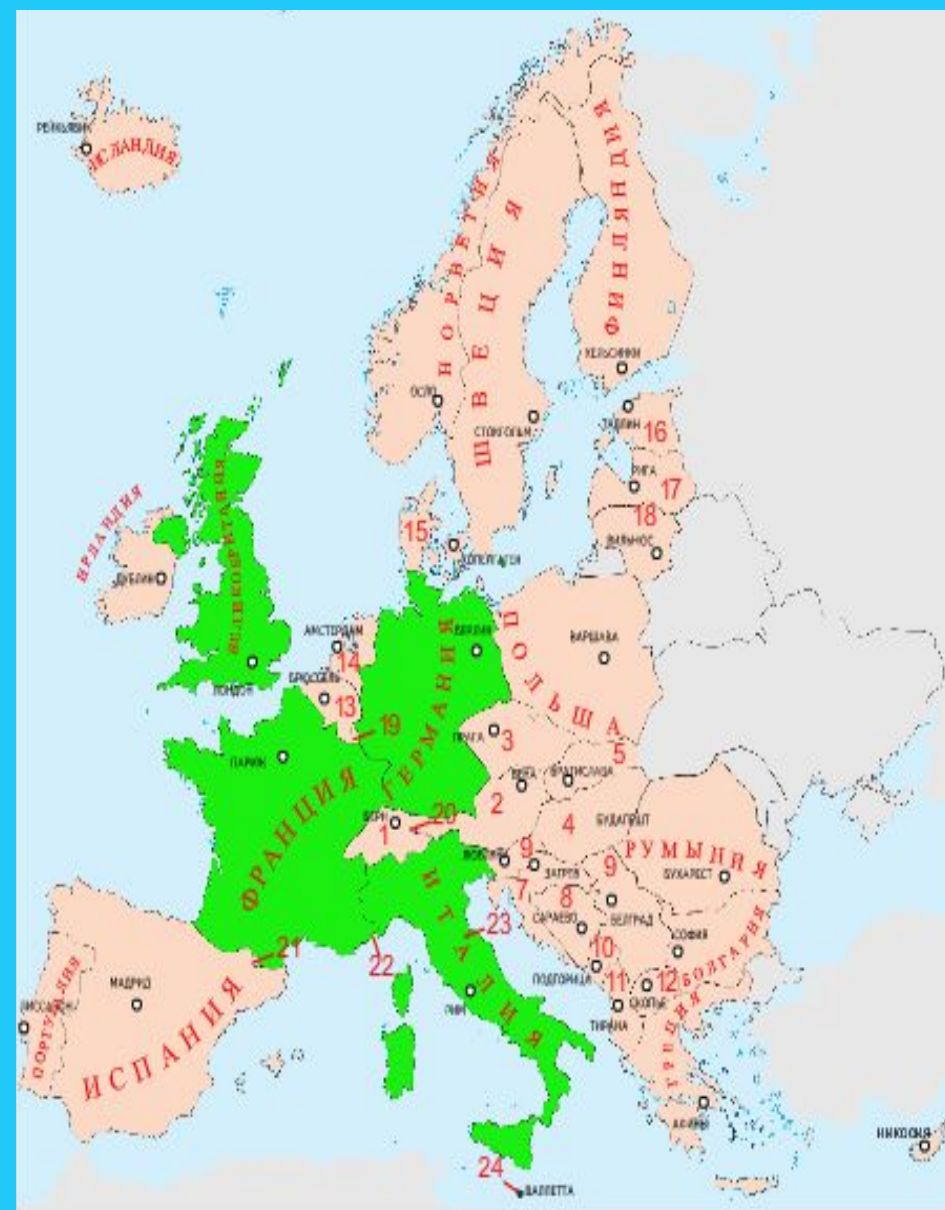 РЕЙКЬЯВИК
ИСЛАНДИЯ
НОРВЕГИЯ
ШВЕЦИЯ
ФИНЛЯНДИЯ
ХЕЛЬСИНКИ
ОСЛО
СТОКГОЛЬМ
ТАЛЛИН
16
РИГА
17
18
ВИЛЬНЮС
15
КОПЕНГАГЕН
ИРЛАНДИЯ
ДУБЛИН
ВЕЛИКОБРИТАНИЯ
ЛОНДОН
АМСТЕРДАМ
14
БРЮССЕЛЬ
13
19
ГЕРМАНИЯ
БЕРЛИН
ПОЛЬША
ВАРШАВА
ПАРИЖ
ФРАНЦИЯ
ПРАГА
3
5
ВЕНА
БРАТИСЛАВА
2
БЕРН
1
20
4
БУДАПЕШТ
РУМЫНИЯ
БУХАРЕСТ
9
ЗАГРЕБ
9
7
8
САРАЕВО
БЕЛГРАД
СОФИЯ
БОЛГАРИЯ
10
ПОДГОРИЦА
11
12
СКОПЬЕ
ТИРАНА
ГРЕЦИЯ
АФИНЫ
ИТАЛИЯ
23
РИМ
21
22
ИСПАНИЯ
МАДРИД
ПОРТУГАЛИЯ
24
ВАЛЛЕТТА
НИКОСИЯ